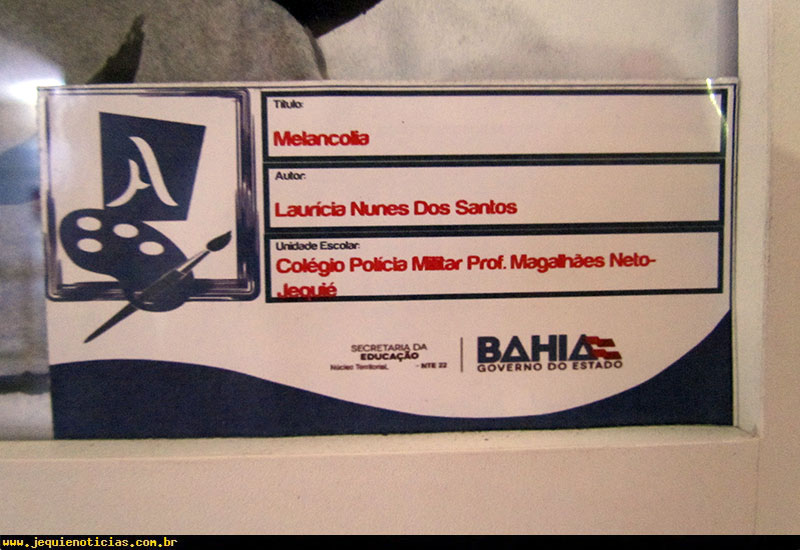 Título:
Melancolia
Autor:
Laurícia Nunes Dos Santos
Unidade Escolar:
Colégio Polícia Militar Prof. Magalhães Neto-
Jequié
SECRETARIA DA
EDUCAÇÃO
Núcleo Territorial, - NTE 22
BAHIA
GOVERNO DO ESTADO
www.jequienoticias.com.br